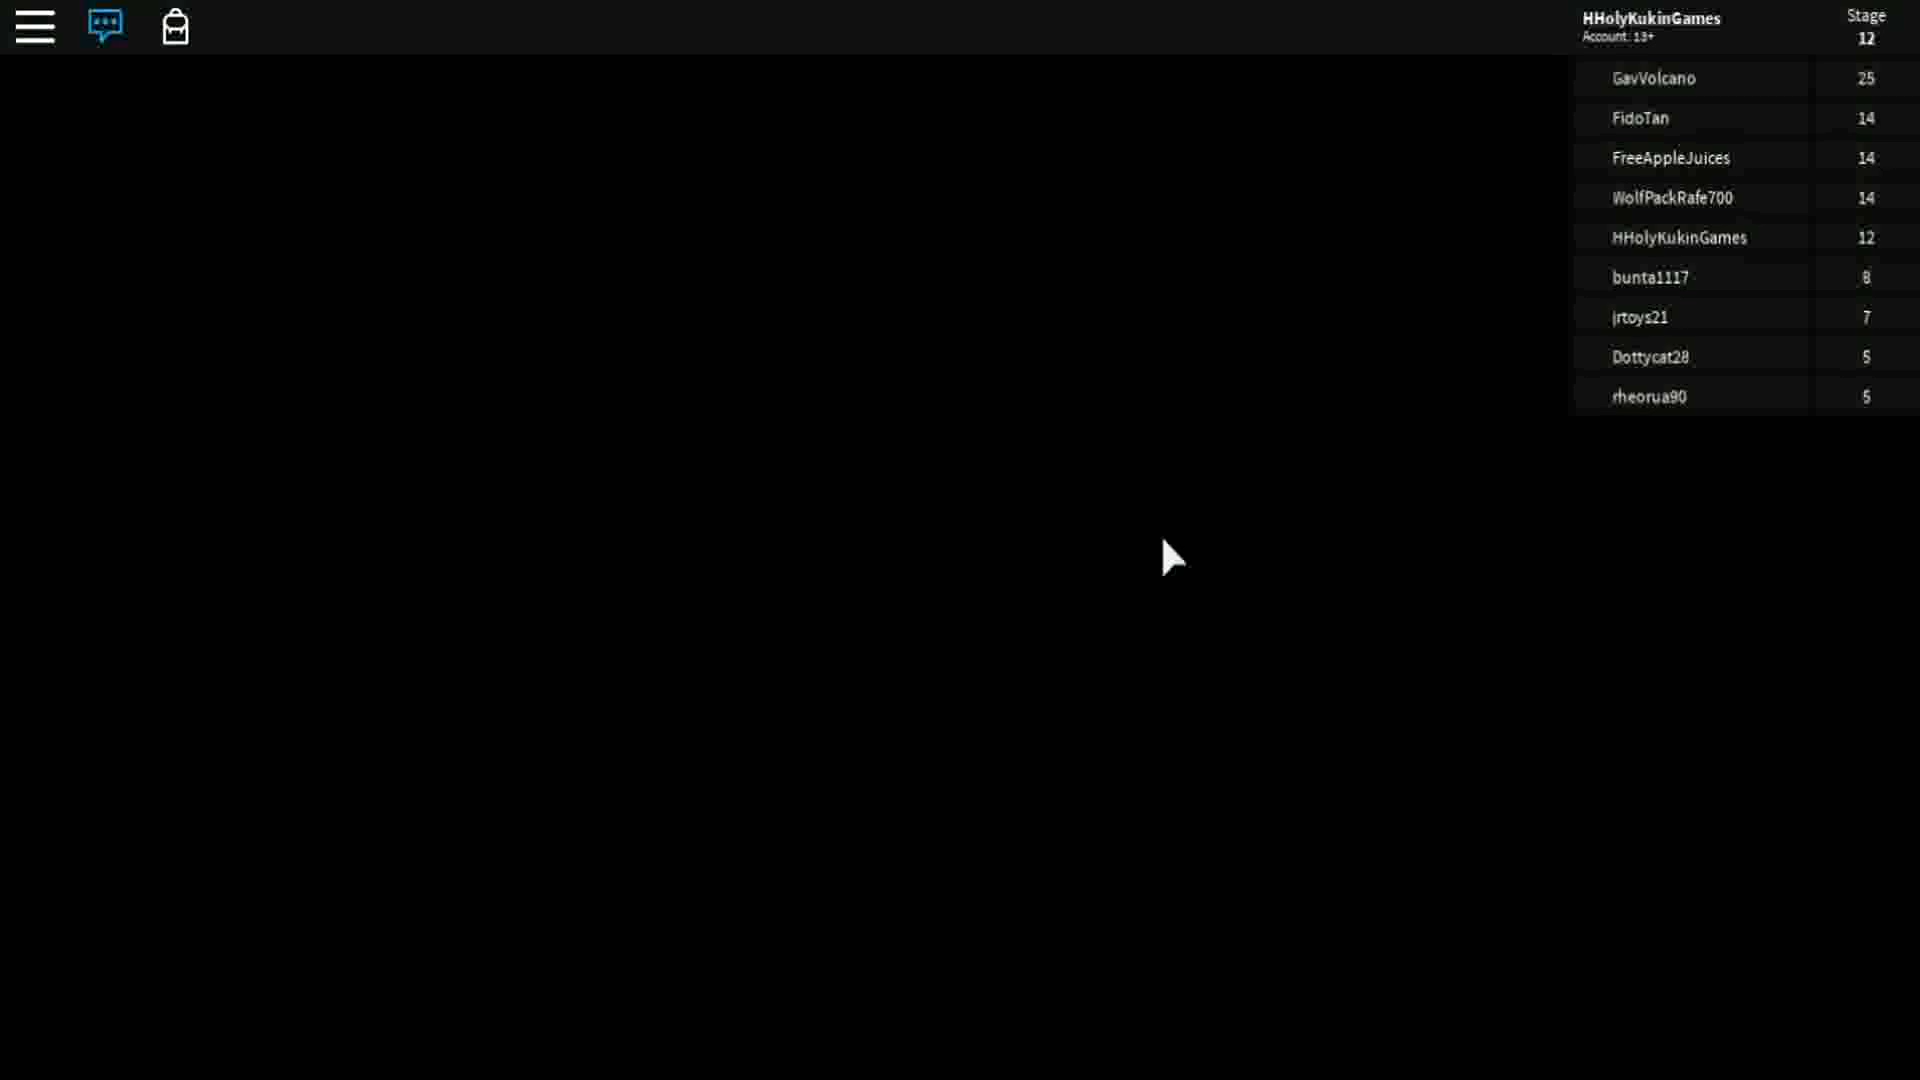 HHolyKukinGames
Account: 13+
Stage
12
GavVolcano 25
FidoTan 14
FreeAppleJuices 14
WolfPackRafe700 14
HHolyKukinGames 12
bunta1117 8
jrtoys21 7
Dottycat28 5
rheorua90 5